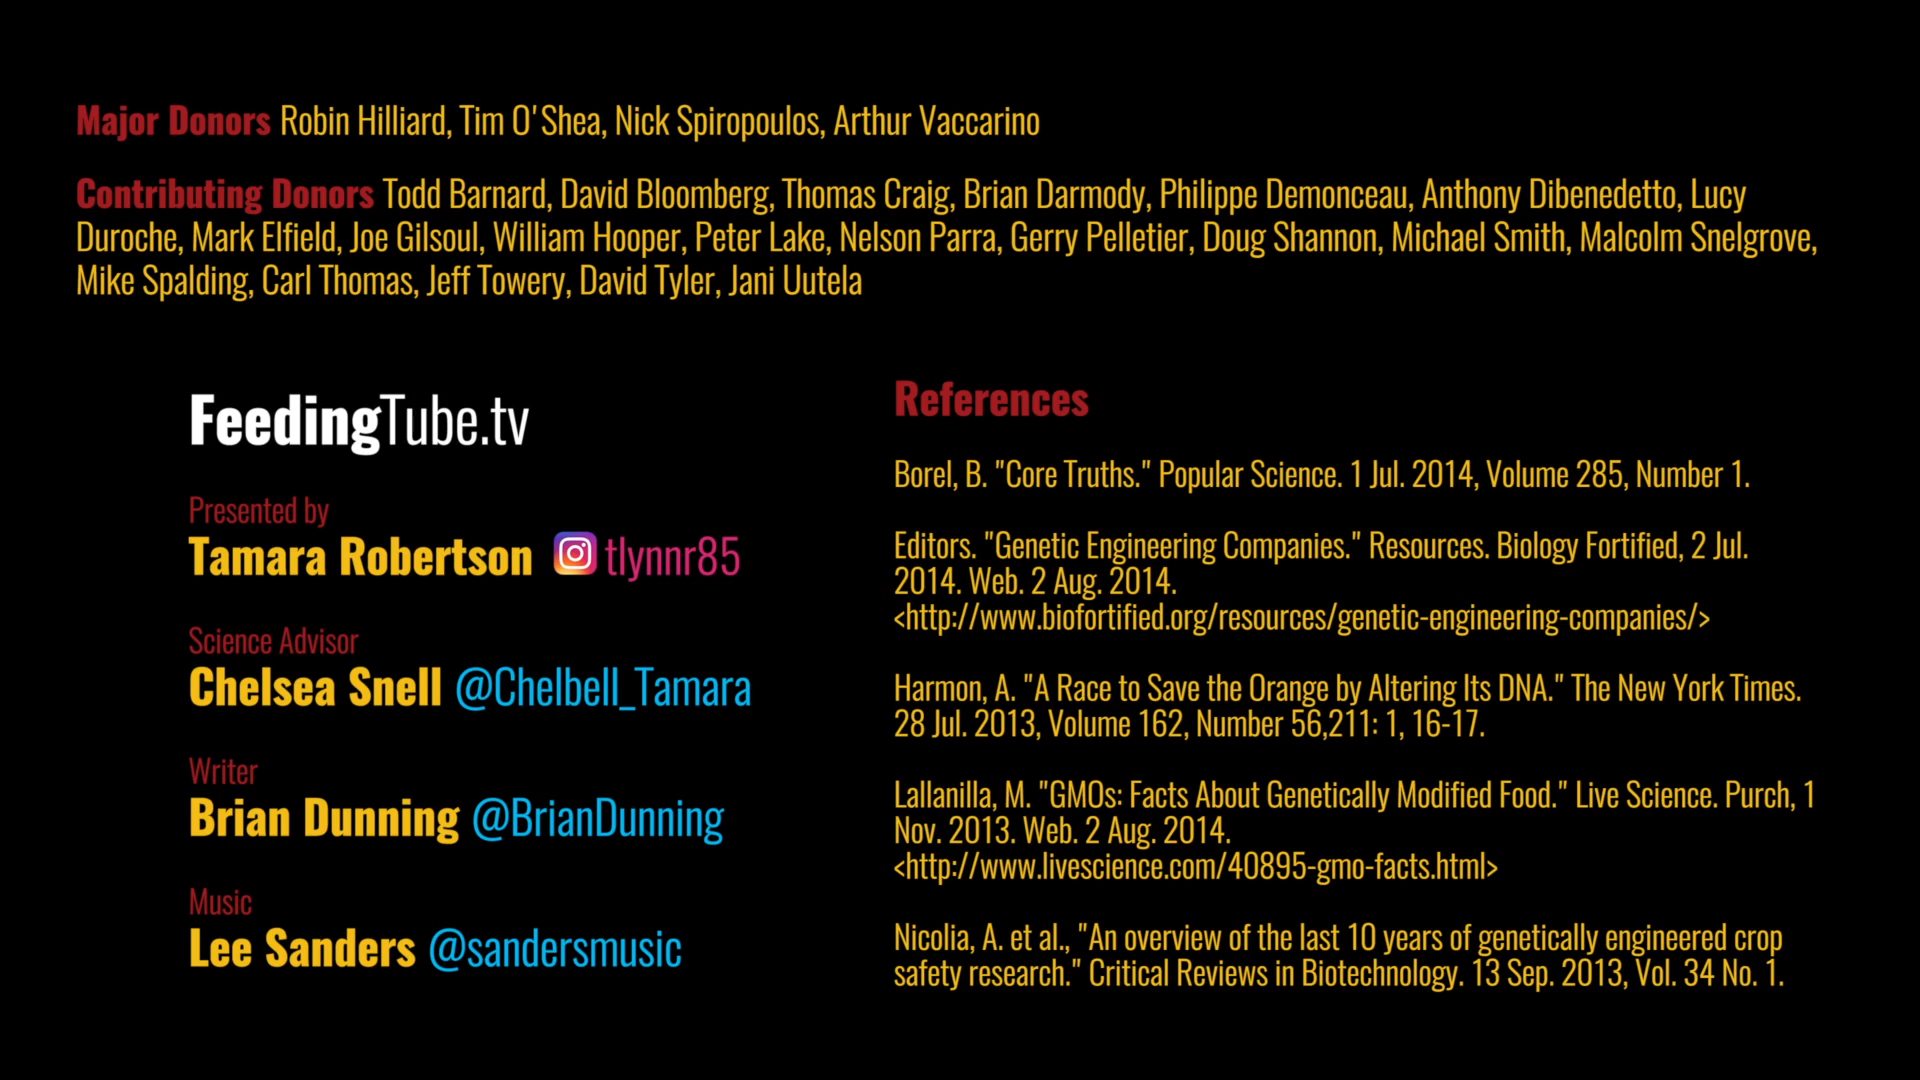 Major Donors Robin Hilliard, Tim O'Shea, Nick Spiropoulos, Arthur Vaccarino
Contributing Donors Todd Barnard, David Bloomberg, Thomas Craig, Brian Darmody, Philippe Demonceau, Anthony Dibenedetto, Lucy
Duroche, Mark Elfield, Joe Gilsoul, William Hooper, Peter Lake, Nelson Parra, Gerry Pelletier, Doug Shannon, Michael Smith, Malcolm Snelgrove,
Mike Spalding, Carl Thomas, Jeff Towery, David Tyler, Jani Uutela
FeedingTube.tv
Presented by
Tamara Robertson tlynnr85
Science Advisor
Chelsea Snell @Chelbell_Tamara
Writer
Brian Dunning @BrianDunning
Music
Lee Sanders @sandersmusic
References
Borel, B. "Core Truths." Popular Science. 1 Jul. 2014, Volume 285, Number 1.
Editors. "Genetic Engineering Companies." Resources. Biology Fortified, 2 Jul.
2014. Web. 2 Aug. 2014.
<http://www.biofortified.org/resources/genetic-engineering-companies/>
Harmon, A. "A Race to Save the Orange by Altering Its DNA." The New York Times.
28 Jul. 2013, Volume 162, Number 56,211: 1, 16-17.
Lallanilla, M. "GMOs: Facts About Genetically Modified Food." Live Science. Purch, 1
Nov. 2013. Web. 2 Aug. 2014.
<http://www.livescience.com/40895-gmo-facts.html>
Nicolia, A. et al., "An overview of the last 10 years of genetically engineered crop
safety research." Critical Reviews in Biotechnology. 13 Sep. 2013, Vol. 34 No. 1.